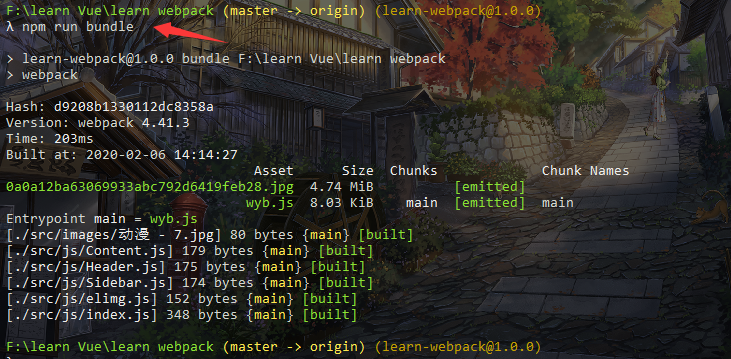 F:\learn Vue\learn webpack (master -> origin) (learn-webpack@1.0.0)
λ npm run bundle
> learn-webpack@1.0.0 bundle F:\learn Vue\learn webpack
> webpack
Hash: d9208b1330112dc8358a
Version: webpack 4.41.3
Time: 203ms
Built at: 2020-02-06 14:14:27
Asset Size Chunks Chunk Names
0a0a12ba63069933abc792d6419feb28.jpg 4.74 MiB [emitted]
wyb.js 8.03 KiB main [emitted] main
Entrypoint main = wyb.js
[./src/images/动漫 - 7.jpg] 80 bytes {main} [built]
[./src/js/Content.js] 179 bytes {main} [built]
[./src/js/Header.js] 175 bytes {main} [built]
[./src/js/Sidebar.js] 174 bytes {main} [built]
[./src/js/elimg.js] 152 bytes {main} [built]
[./src/js/index.js] 348 bytes {main} [built]
F:\learn Vue\learn webpack (master -> origin) (learn-webpack@1.0.0)